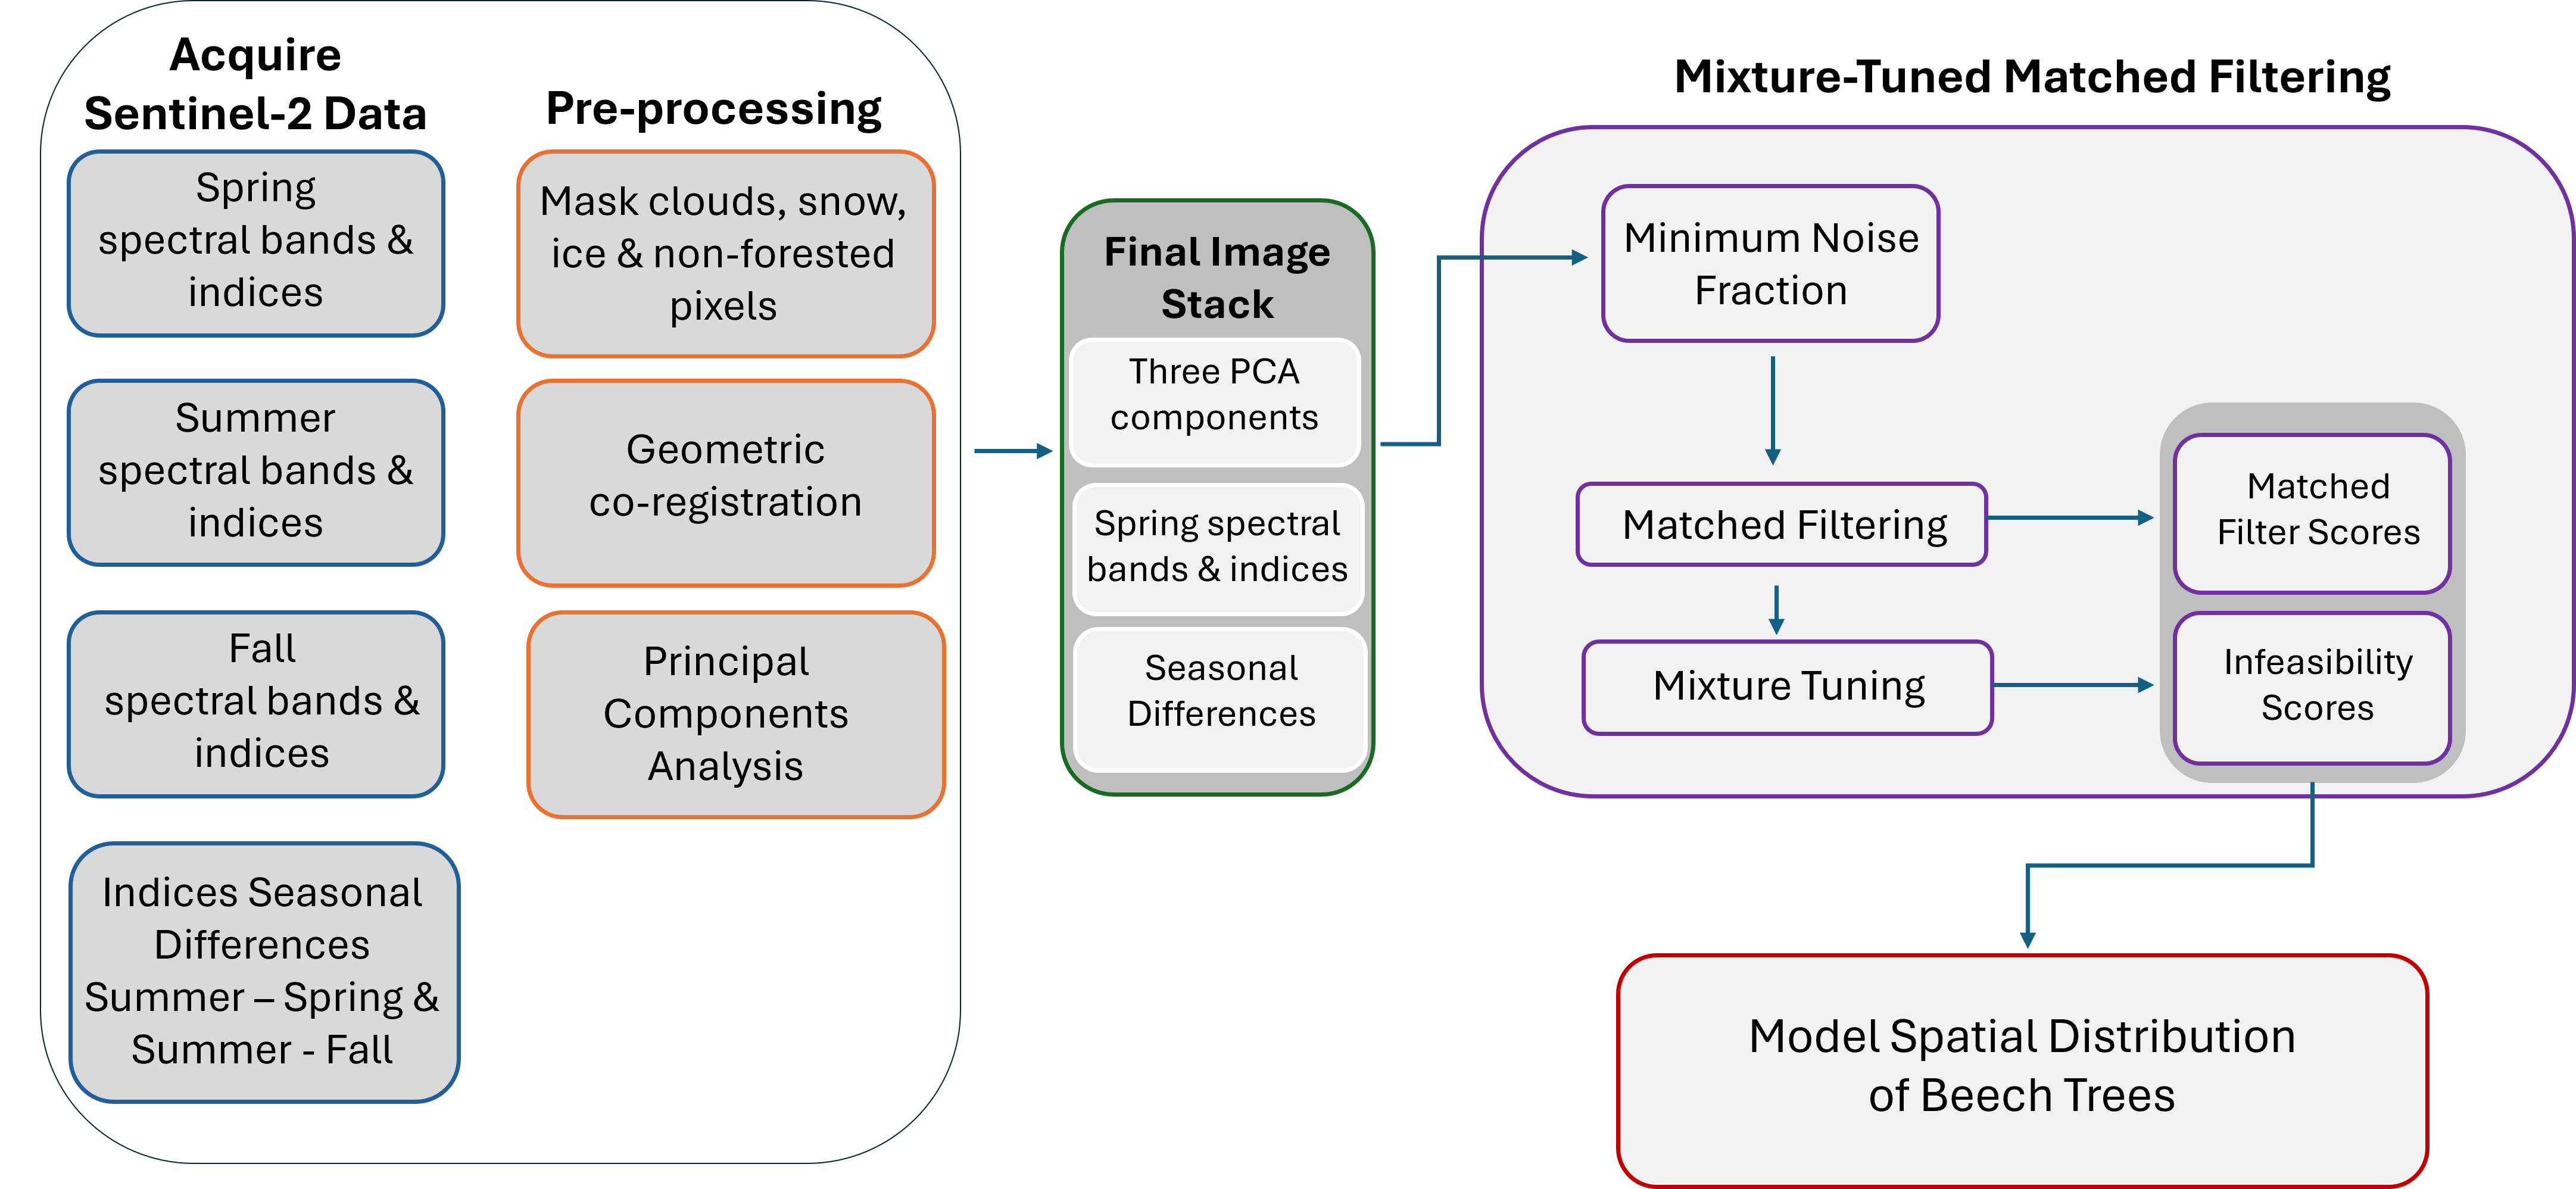 Acquire
Sentinel-2 Data
Spring
spectral bands &
indices
Summer
spectral bands &
indices
Fall
spectral bands &
indices
Indices Seasonal
Differences
Summer – Spring &
Summer - Fall
Pre-processing
Mask clouds, snow,
ice & non-forested
pixels
Geometric
co-registration
Principal
Components
Analysis
Final Image
Stack
Three PCA
components
Spring spectral
bands & indices
Seasonal
Differences
Mixture-Tuned Matched Filtering
Minimum Noise
Fraction
Matched Filtering
Mixture Tuning
Matched
Filter Scores
Infeasibility
Scores
Model Spatial Distribution
of Beech Trees